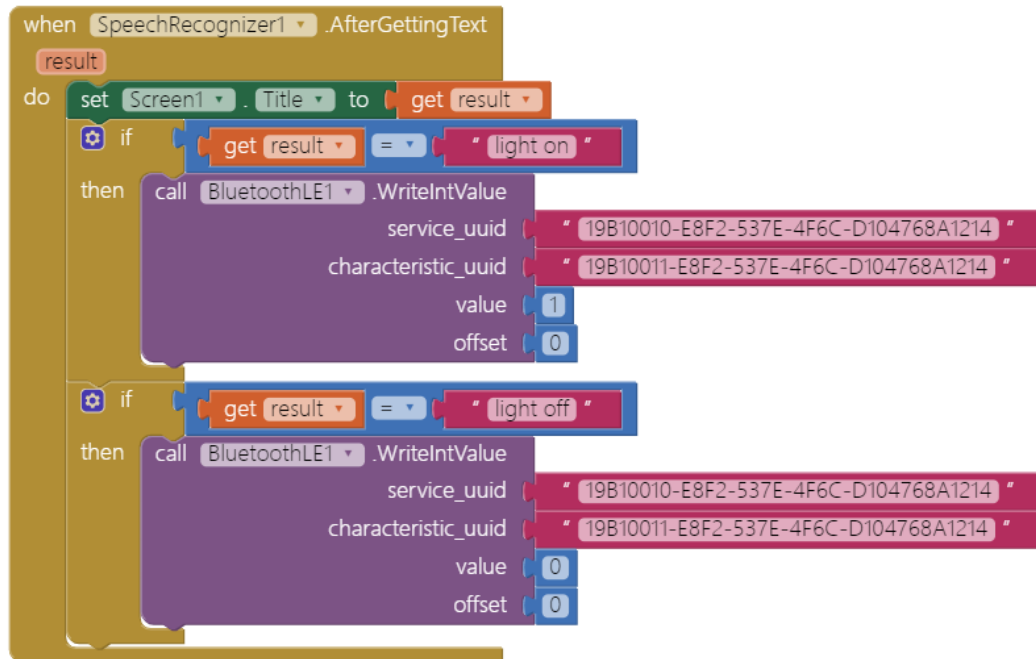 when SpeechRecognizer1 .AfterGettingText
result
do set Screen1 . Title to get result
if get result = " light on "
then call BluetoothLE1 .WriteIntValue
service_uuid " 19B10010-E8F2-537E-4F6C-D104768A1214 "
characteristic_uuid " 19B10011-E8F2-537E-4F6C-D104768A1214 "
value 1
offset 0
if get result = " light off "
then call BluetoothLE1 .WriteIntValue
service_uuid " 19B10010-E8F2-537E-4F6C-D104768A1214 "
characteristic_uuid " 19B10011-E8F2-537E-4F6C-D104768A1214 "
value 0
offset 0